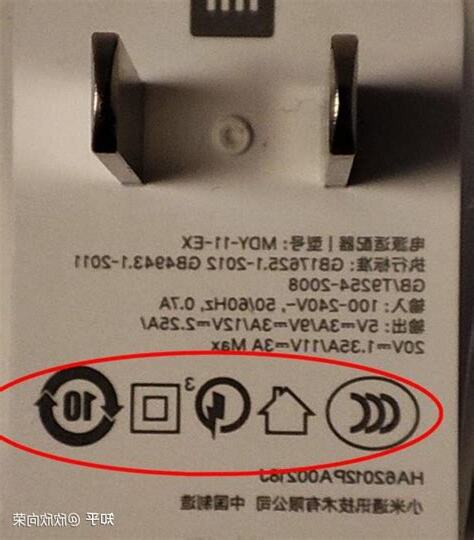 电源适配器 | 型号：MDY-11-EX
执行标准：GB17625.1-2012 GB4943.1-2011
GB/T9254-2008
输入：100-240V~, 50/60Hz, 0.7A
输出：5V⎓3A/9V⎓3A/12V⎓2.25A/
20V⎓1.35A/11V⎓3A Max
CCC
3
10
HA62012PA00216J
小米通讯技术有限公司 中国制造
知乎 @欣欣向荣